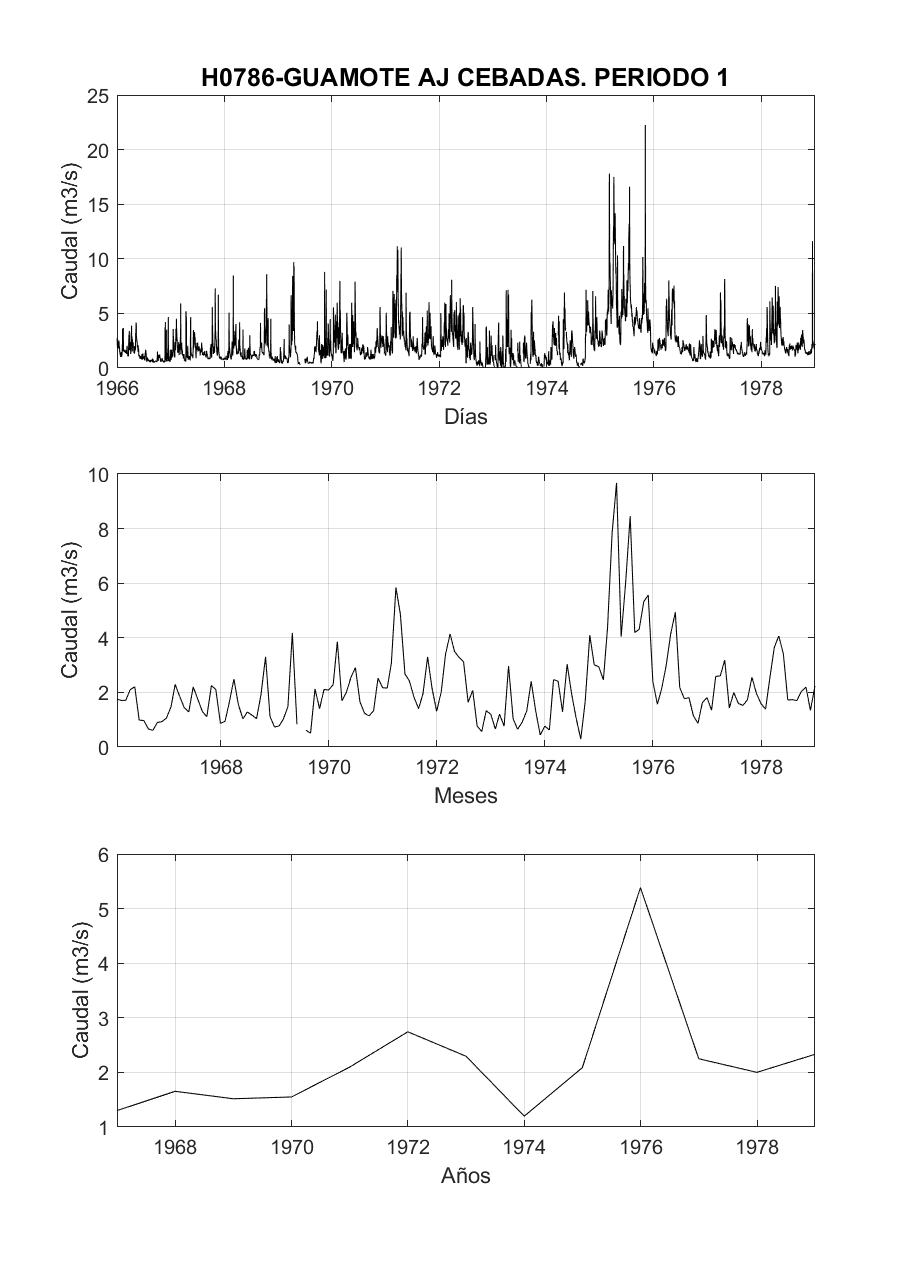 H0786-GUAMOTE AJ CEBADAS. PERIODO 1
25
20
15
10
5
0
Caudal (m3/s)
1966 1968 1970 1972 1974 1976 1978
Días
10
8
6
4
2
0
Caudal (m3/s)
1968 1970 1972 1974 1976 1978
Meses
6
5
4
3
2
1
Caudal (m3/s)
1968 1970 1972 1974 1976 1978
Años